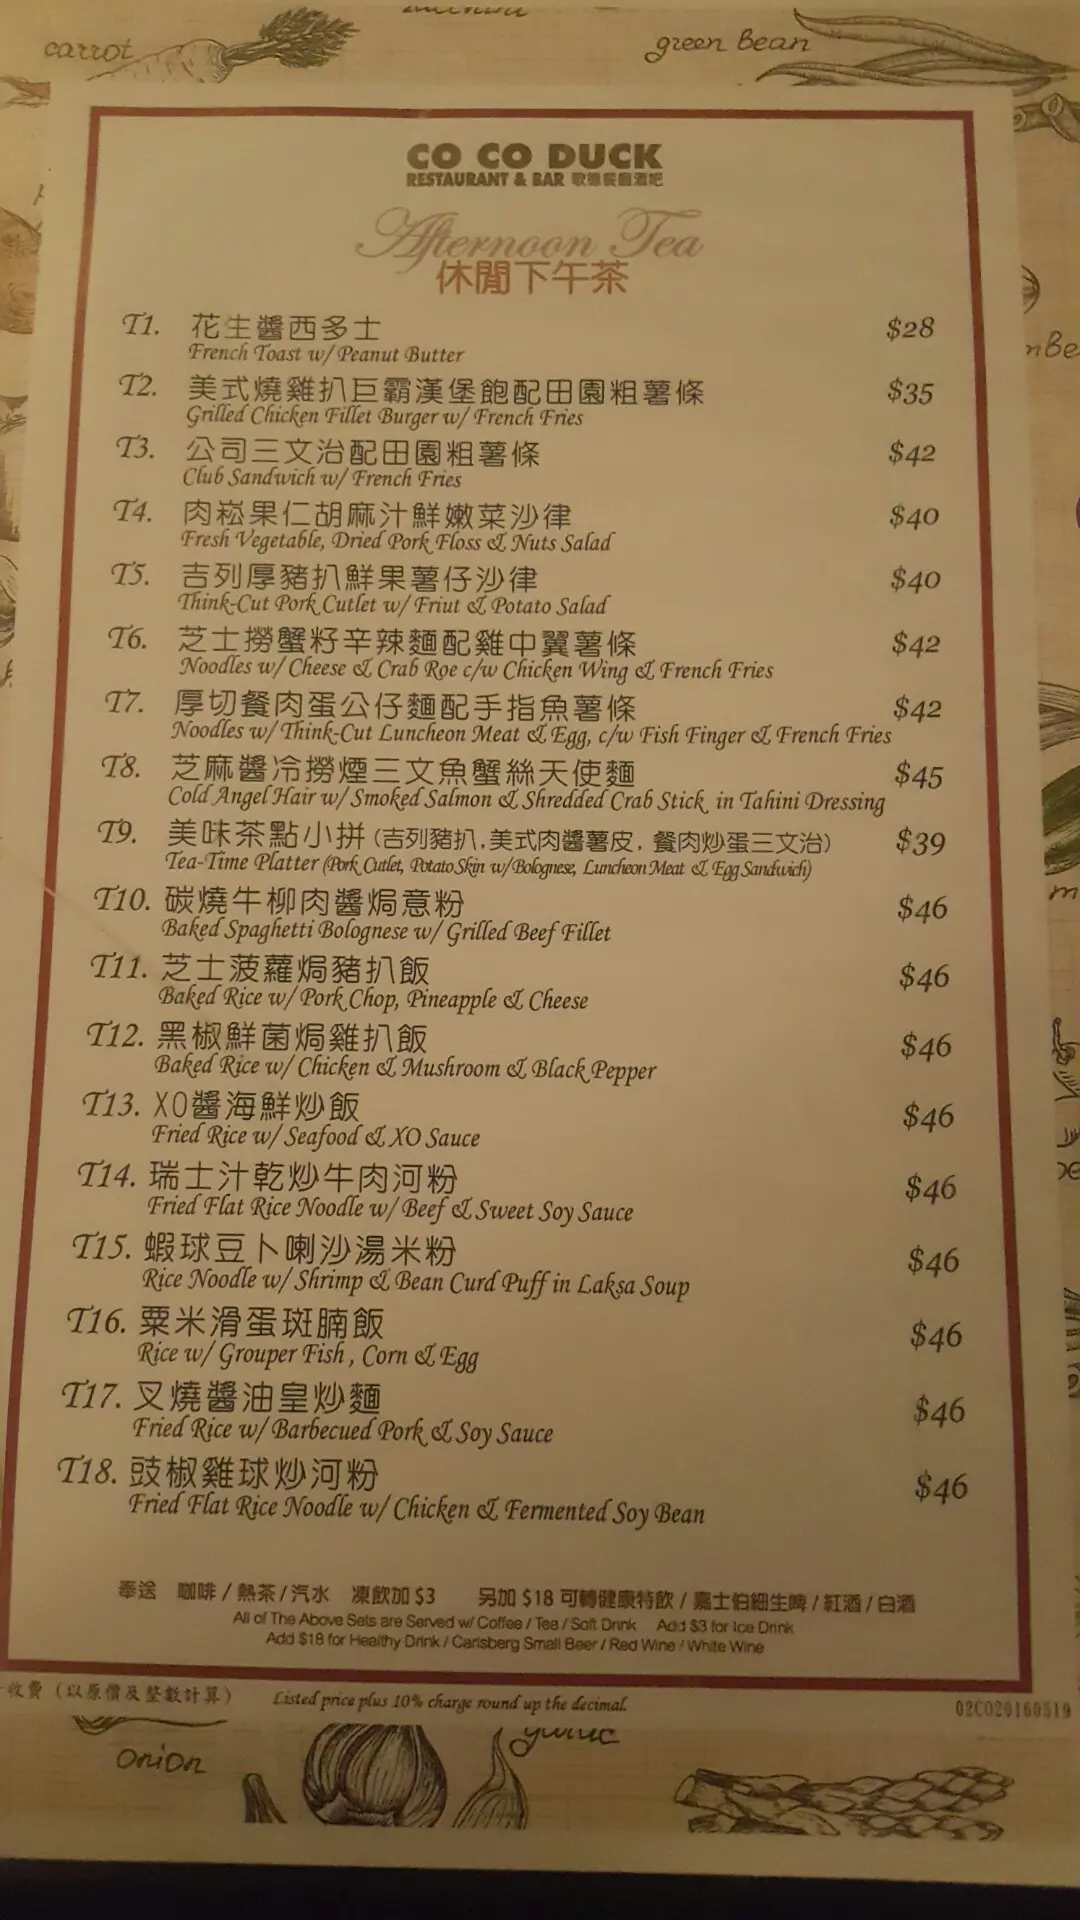 carrot
green Bean
CO CO DUCK
RESTAURANT & BAR
Afternoon Tea
休閒下午茶
T1. 花生醬西多士 $28
French Toast w/ Peanut Butter
T2. 美式燒雞扒巨霸漢堡飽配田園粗薯條 $35
Grilled Chicken Fillet Burger w/ French Fries
T3. 公司三文治配田園粗薯條 $42
Club Sandwich w/ French Fries
T4. 肉崧果仁胡麻汁鮮嫩菜沙律 $40
Fresh Vegetable, Dried Pork Floss & Nuts Salad
T5. 吉列厚豬扒鮮果薯仔沙律 $40
Think-Cut Pork Cutlet w/ Friut & Potato Salad
T6. 芝士撈蟹籽辛辣麵配雞中翼薯條 $42
Noodles w/ Cheese & Crab Roe c/w Chicken Wing & French Fries
T7. 厚切餐肉蛋公仔麵配手指魚薯條 $42
Noodles w/ Think-Cut Luncheon Meat & Egg, c/w Fish Finger & French Fries
T8. 芝麻醬冷撈煙三文魚蟹絲天使麵 $45
Cold Angel Hair w/ Smoked Salmon & Shredded Crab Stick in Tahini Dressing
T9. 美味茶點小拼 (吉列豬扒,美式肉醬薯皮,餐肉炒蛋三文治) $39
Tea-Time Platter (Pork Cutlet, Potato Skin w/ Bolognese, Luncheon Meat & Egg Sandwich)
T10. 碳燒牛柳肉醬焗意粉 $46
Baked Spaghetti Bolognese w/ Grilled Beef Fillet
T11. 芝士菠蘿焗豬扒飯 $46
Baked Rice w/ Pork Chop, Pineapple & Cheese
T12. 黑椒鮮菌焗雞扒飯 $46
Baked Rice w/ Chicken & Mushroom & Black Pepper
T13. XO醬海鮮炒飯 $46
Fried Rice w/ Seafood & XO Sauce
T14. 瑞士汁乾炒牛肉河粉 $46
Fried Flat Rice Noodle w/ Beef & Sweet Soy Sauce
T15. 蝦球豆卜喇沙湯米粉 $46
Rice Noodle w/ Shrimp & Bean Curd Puff in Laksa Soup
T16. 粟米滑蛋斑腩飯 $46
Rice w/ Grouper Fish , Corn & Egg
T17. 叉燒醬油皇炒麵 $46
Fried Rice w/ Barbecued Pork & Soy Sauce
T18. 豉椒雞球炒河粉 $46
Fried Flat Rice Noodle w/ Chicken & Fermented Soy Bean
奉送 咖啡 / 熱茶 / 汽水 凍飲加 $3 另加 $18 可轉健康特飲 / 嘉士伯細生啤 / 紅酒 / 白酒
All of The Above Sets are Served w/ Coffee / Tea / Soft Drink Add $3 for Ice Drink
Add $18 for Healthy Drink / Carlsberg Small Beer / Red Wine / White Wine
收費 (以原價及整數計算) Listed price plus 10% charge round up the decimal.
02CO20160519
onion